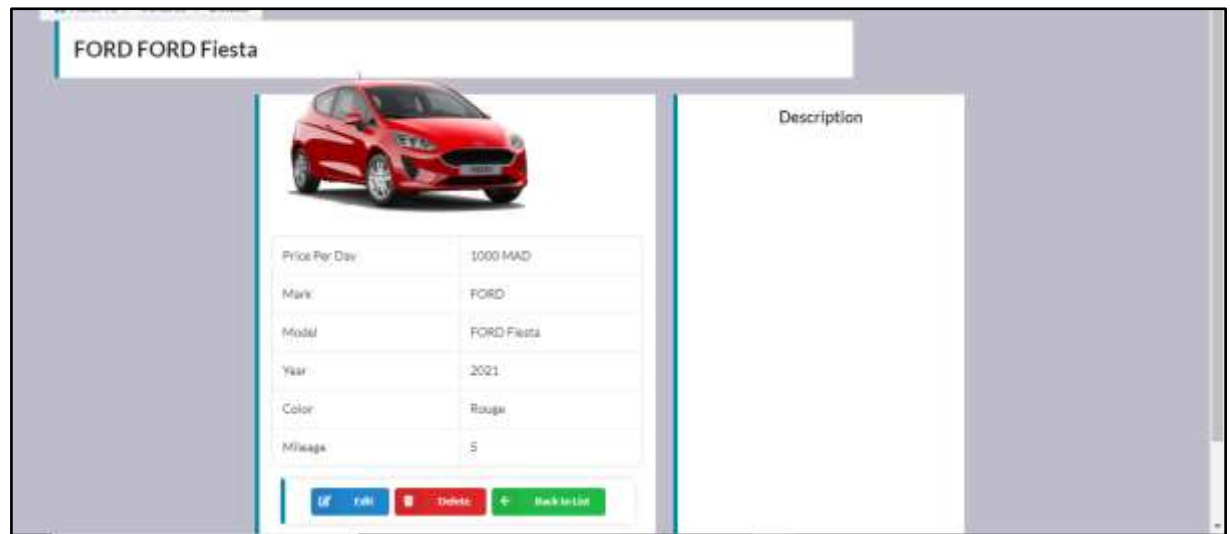 FORD FORD Fiesta
Description
Price Per Day 1000 MAD
Mark FORD
Model FORD Fiesta
Year 2021
Color Rouge
Mileage 5
Edit Delete Back to List